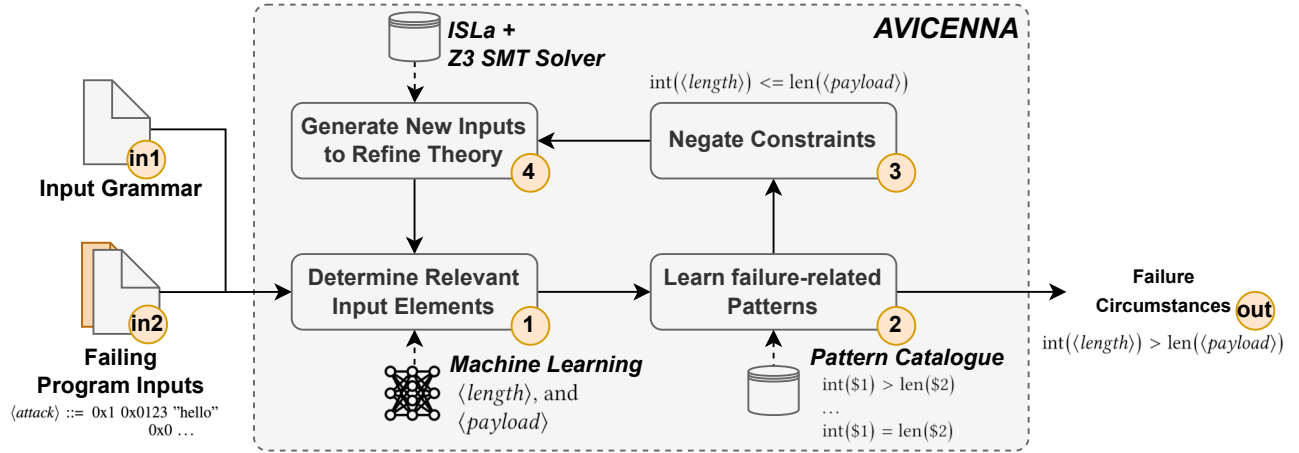 AVICENNA
ISLa +
Z3 SMT Solver
in1
Input Grammar
Generate New Inputs
to Refine Theory
4
int(⟨length⟩) <= len(⟨payload⟩)
Negate Constraints
3
in2
Failing
Program Inputs
⟨attack⟩ ::= 0x1 0x0123 "hello"
0x0 ...
Determine Relevant
Input Elements
1
Machine Learning
⟨length⟩, and
⟨payload⟩
Learn failure-related
Patterns
2
Pattern Catalogue
int($1) > len($2)
...
int($1) = len($2)
Failure
Circumstances
out
int(⟨length⟩) > len(⟨payload⟩)